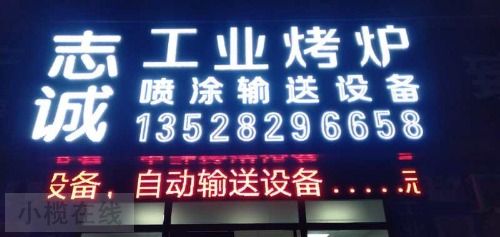 志诚
工业烤炉
喷涂输送设备
13528296658
设备，自动输送设备.....元
小榄在线